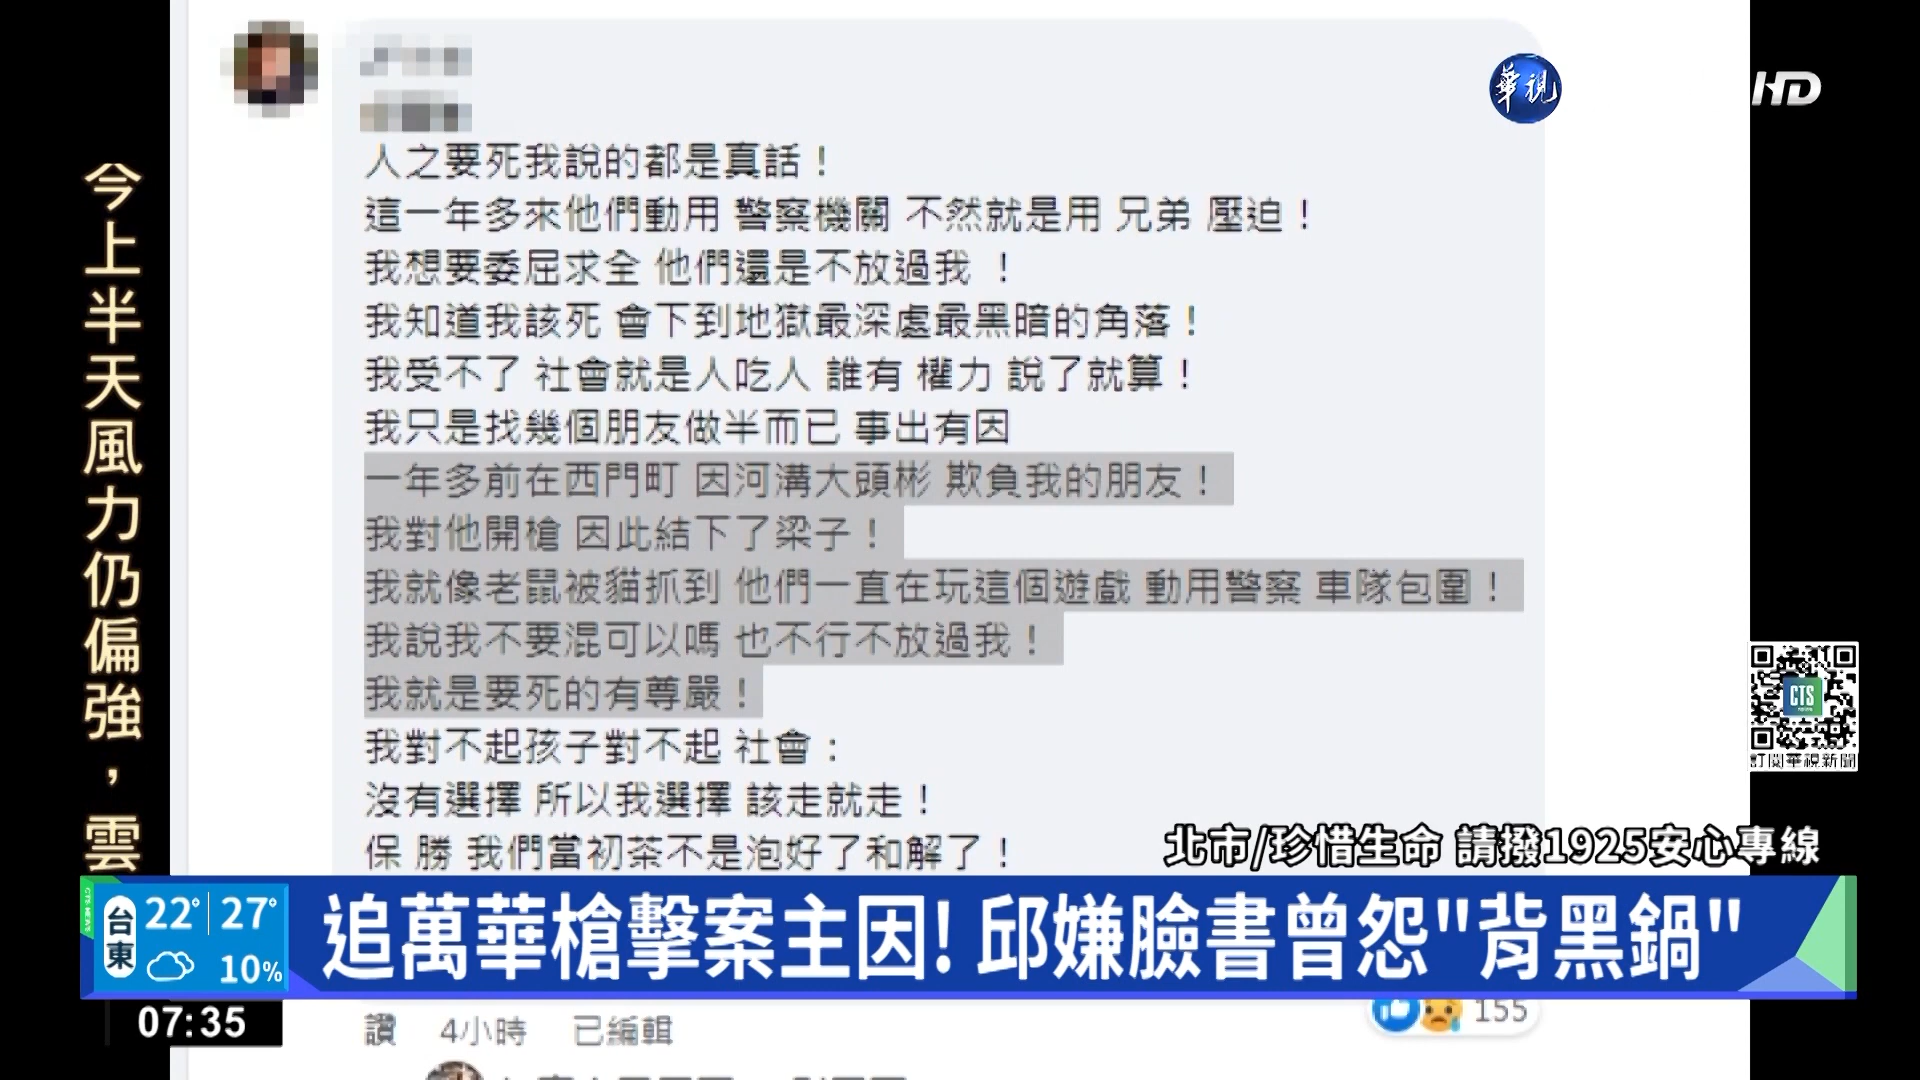 華視
HD
人之要死我說的都是真話！
這一年多來他們動用 警察機關 不然就是用 兄弟 壓迫！
我想要委屈求全 他們還是不放過我 ！
我知道我該死 會下到地獄最深處最黑暗的角落！
我受不了 社會就是人吃人 誰有 權力 說了就算！
我只是找幾個朋友做半而已 事出有因
一年多前在西門町 因河溝大頭彬 欺負我的朋友！
我對他開槍 因此結下了梁子！
我就像老鼠被貓抓到 他們一直在玩這個遊戲 動用警察 車隊包圍！
我說我不要混可以嗎 也不行不放過我！
我就是要死的有尊嚴！
我對不起孩子對不起 社會：
沒有選擇 所以我選擇 該走就走！
保 勝 我們當初茶不是泡好了和解了！
今上半天風力仍偏強，雲
CTS
訂閱華視新聞
北市/珍惜生命 請撥1925安心專線
CTS NEWS
台東
22° 27°
10%
追萬華槍擊案主因! 邱嫌臉書曾怨"背黑鍋"
07:35
讚 4小時 已編輯
155